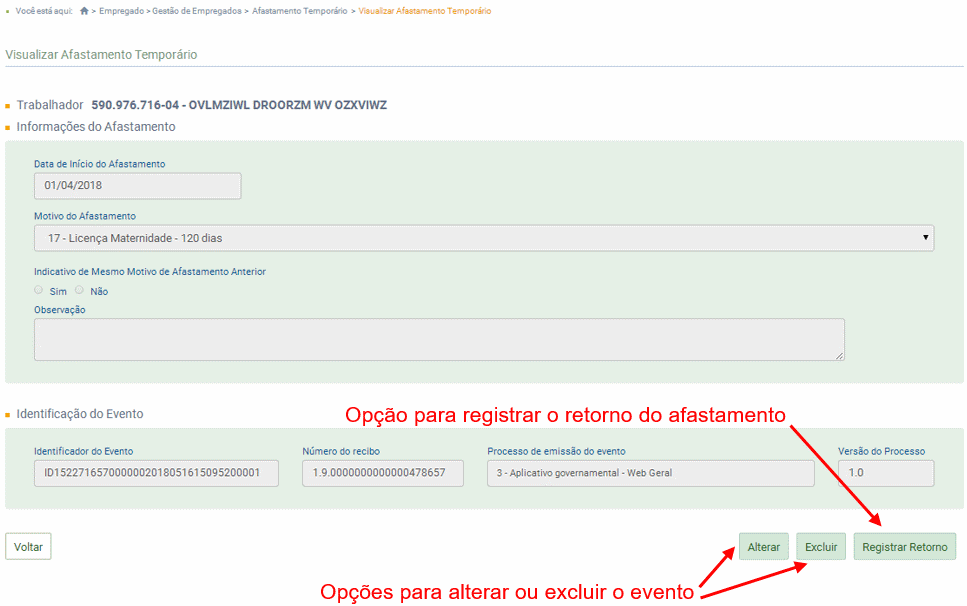 Você está aqui: > Empregado > Gestão de Empregados > Afastamento Temporário > Visualizar Afastamento Temporário
Visualizar Afastamento Temporário
Trabalhador 590.976.716-04 - OVLMZIWL DROORZM WV OZXVIWZ
Informações do Afastamento
Data de Início do Afastamento
01/04/2018
Motivo do Afastamento
17 - Licença Maternidade - 120 dias
Indicativo de Mesmo Motivo de Afastamento Anterior
Sim Não
Observação
Identificação do Evento
Opção para registrar o retorno do afastamento
Identificador do Evento Número do recibo Processo de emissão do evento Versão do Processo
ID1522716570000002018051615095200001 1.9.0000000000000478657 3 - Aplicativo governamental - Web Geral 1.0
Voltar Alterar Excluir Registrar Retorno
Opções para alterar ou excluir o evento